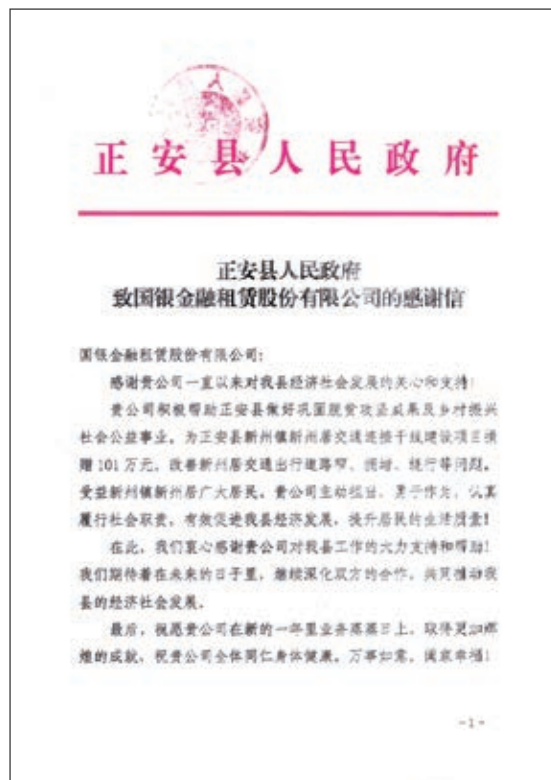 正安县人民政府
正安县人民政府
致国银金融租赁股份有限公司的感谢信
国银金融租赁股份有限公司：
感谢贵公司一直以来对我县经济社会发展的关心和支持！
贵公司积极帮助正安县做好巩固脱贫攻坚成果及乡村振兴
社会公益事业。为正安县新州镇新州居交通连接干线建设项目捐
赠101万元，改善新州居交通出行道路窄、拥堵、绕行等问题。
受益新州镇新州居广大居民。贵公司主动担当，勇于作为，认真
履行社会职责，有效促进我县经济发展，提升居民的生活质量！
在此，我们衷心感谢贵公司对我县工作的大力支持和帮助！
我们期待着在未来的日子里，继续深化双方的合作，共同推动我
县的经济社会发展。
最后，祝愿贵公司在新的一年里业务蒸蒸日上，取得更加辉
煌的成就，祝贵公司全体同仁身体健康，万事如意，阖家幸福！
-1-